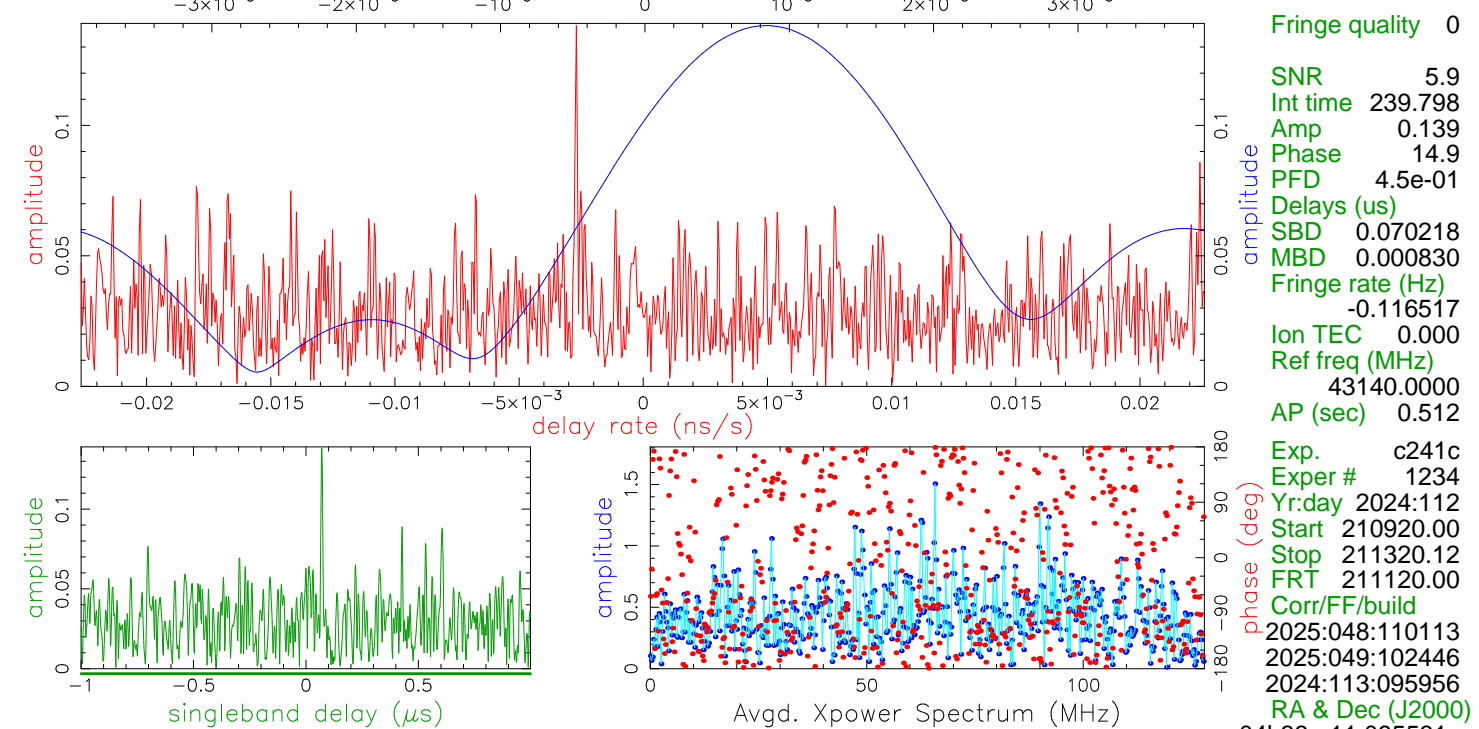 Fringe quality 0
SNR 5.9
Int time 239.798
Amp 0.139
Phase 14.9
PFD 4.5e-01
Delays (us)
SBD 0.070218
MBD 0.000830
Fringe rate (Hz)
-0.116517
Ion TEC 0.000
Ref freq (MHz)
43140.0000
AP (sec) 0.512
Exp. c241c
Exper # 1234
Yr:day 2024:112
Start 210920.00
Stop 211320.12
FRT 211120.00
Corr/FF/build
2025:048:110113
2025:049:102446
2024:113:095956
RA & Dec (J2000)
0 10⁻³ 
amplitude
0 0.05 0.1
amplitude
0 0.05 0.1
−0.02 −0.015 −0.01 −5×10⁻³ 0 5×10⁻³ 0.01 0.015 0.02
delay rate (ns/s)
amplitude
0 0.05 0.1
−1 −0.5 0 0.5
singleband delay (μs)
amplitude
0 0.5 1 1.5
0 50 100
Avgd. Xpower Spectrum (MHz)
phase (deg)
−180 −90 0 90 180